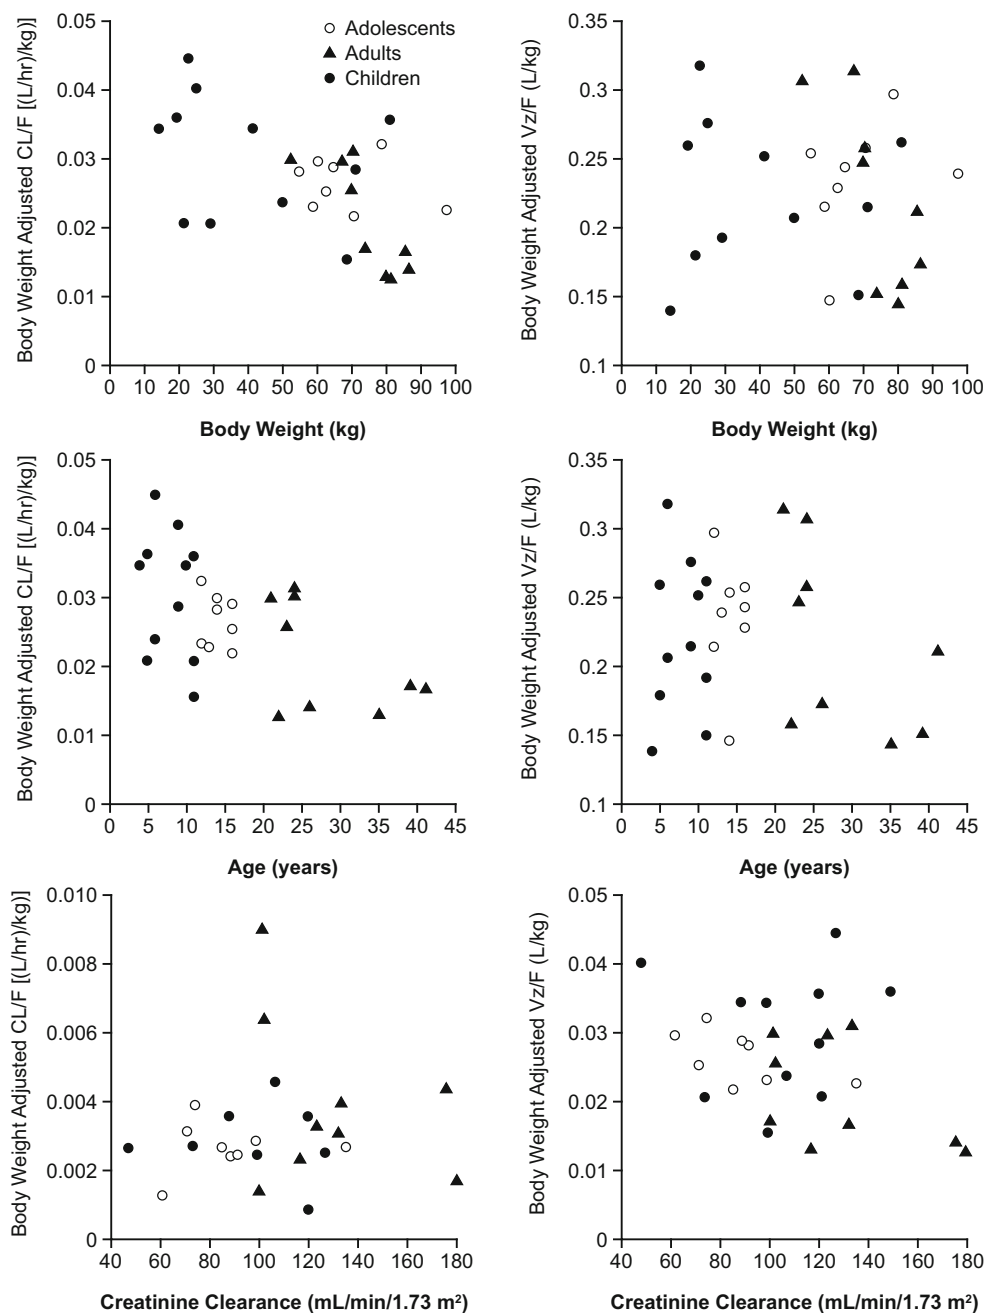 Body Weight Adjusted CL/F [(L/hr)/kg)]
0.05
0.04
0.03
0.02
0.01
0
Adolescents
Adults
Children
0 10 20 30 40 50 60 70 80 90 100
Body Weight (kg)
Body Weight Adjusted Vz/F (L/kg)
0.35
0.3
0.25
0.2
0.15
0.1
0 10 20 30 40 50 60 70 80 90 100
Body Weight (kg)
Body Weight Adjusted CL/F [(L/hr)/kg)]
0.05
0.04
0.03
0.02
0.01
0
0 5 10 15 20 25 30 35 40 45
Age (years)
Body Weight Adjusted Vz/F (L/kg)
0.35
0.3
0.25
0.2
0.15
0.1
0 5 10 15 20 25 30 35 40 45
Age (years)
Body Weight Adjusted CL/F [(L/hr)/kg)]
0.010
0.008
0.006
0.004
0.002
0
40 60 80 100 120 140 160 180
Creatinine Clearance (mL/min/1.73 m²)
Body Weight Adjusted Vz/F (L/kg)
0.05
0.04
0.03
0.02
0.01
0
40 60 80 100 120 140 160 180
Creatinine Clearance (mL/min/1.73 m²)